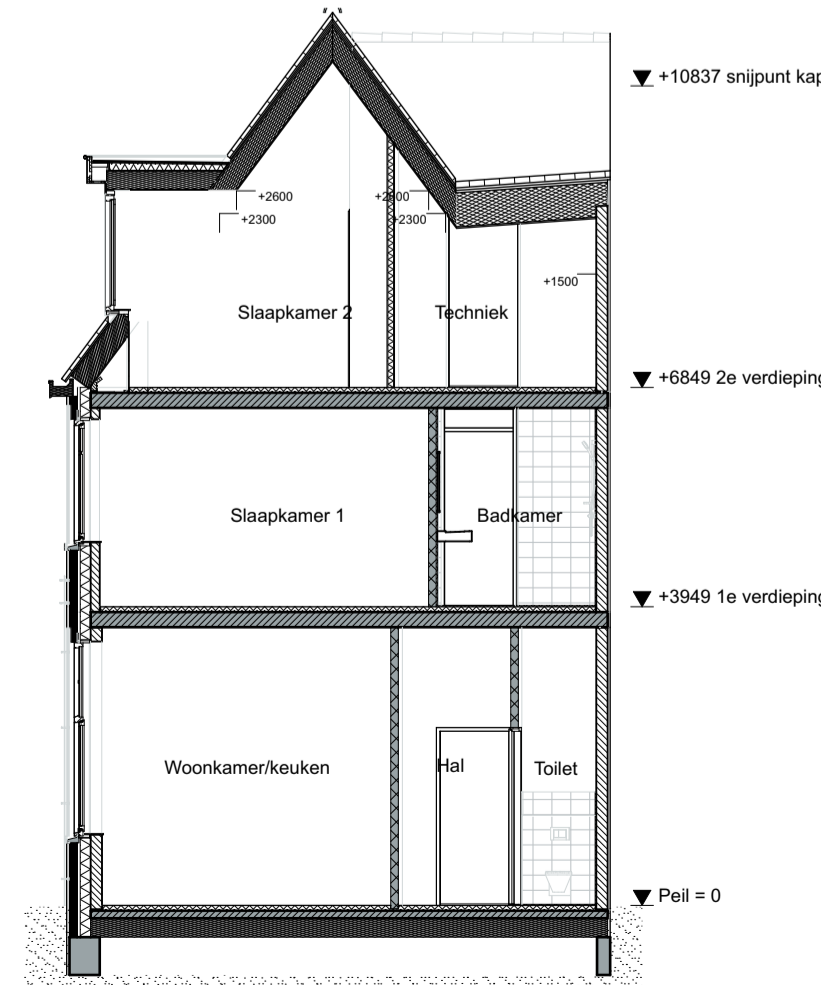 +10837 snijpunt kap
+2600
+2300
+2300
+1500
Slaapkamer 2
Techniek
+6849 2e verdieping
Slaapkamer 1
Badkamer
+3949 1e verdieping
Woonkamer/keuken
Hal
Toilet
Peil = 0